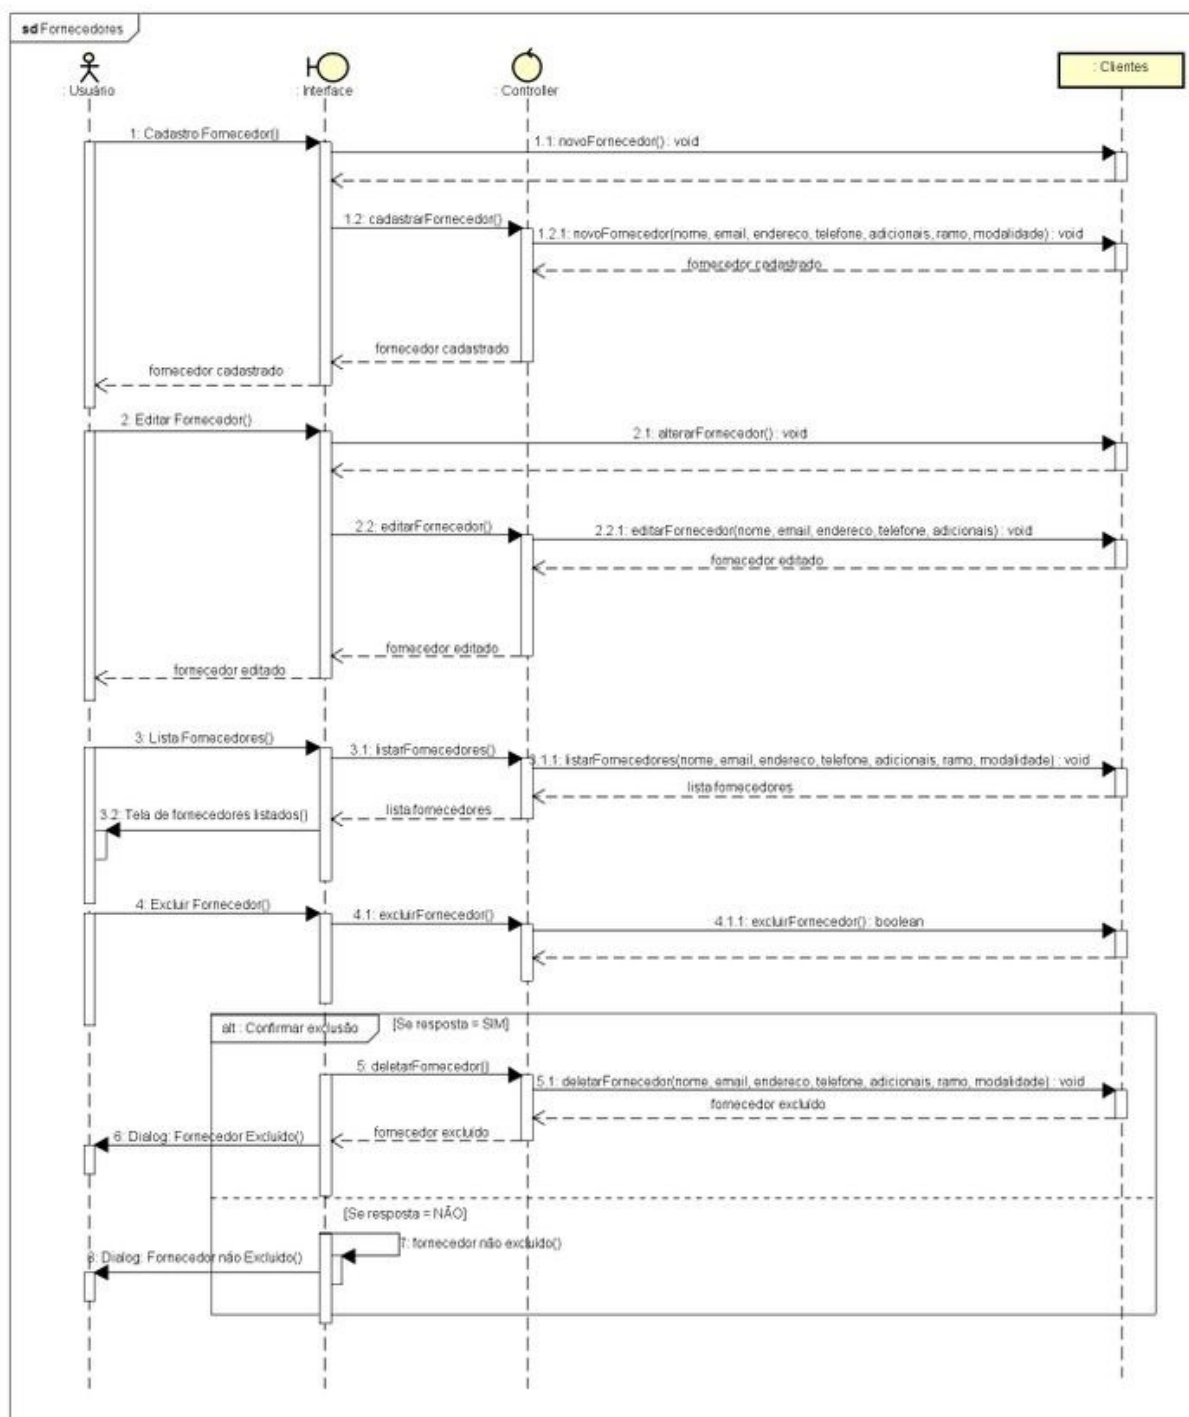 sd Fornecedores
: Usuário
: Interface
: Controller
: Clientes
1: Cadastro Fornecedor()
1.1: novoFornecedor() : void
1.2: cadastrarFornecedor()
1.2.1: novoFornecedor(nome, email, endereco, telefone, adicionais, ramo, modalidade) : void
fornecedor cadastrado
fornecedor cadastrado
fornecedor cadastrado
2: Editar Fornecedor()
2.1: alterarFornecedor() : void
2.2: editarFornecedor()
2.2.1: editarFornecedor(nome, email, endereco, telefone, adicionais) : void
fornecedor editado
fornecedor editado
fornecedor editado
3: Lista Fornecedores()
3.1: listarFornecedores()
3.1.1: listarFornecedores(nome, email, endereco, telefone, adicionais, ramo, modalidade) : void
lista fornecedores
lista fornecedores
3.2: Tela de fornecedores listados()
4: Excluir Fornecedor()
4.1: excluirFornecedor()
4.1.1: excluirFornecedor() : boolean
alt : Confirmar exclusão
[Se resposta = SIM]
5: deletarFornecedor()
5.1: deletarFornecedor(nome, email, endereco, telefone, adicionais, ramo, modalidade) : void
fornecedor excluído
fornecedor excluído
6: Dialog: Fornecedor Excluído()
[Se resposta = NÃO]
7: fornecedor não excluído()
8: Dialog: Fornecedor não Excluído()